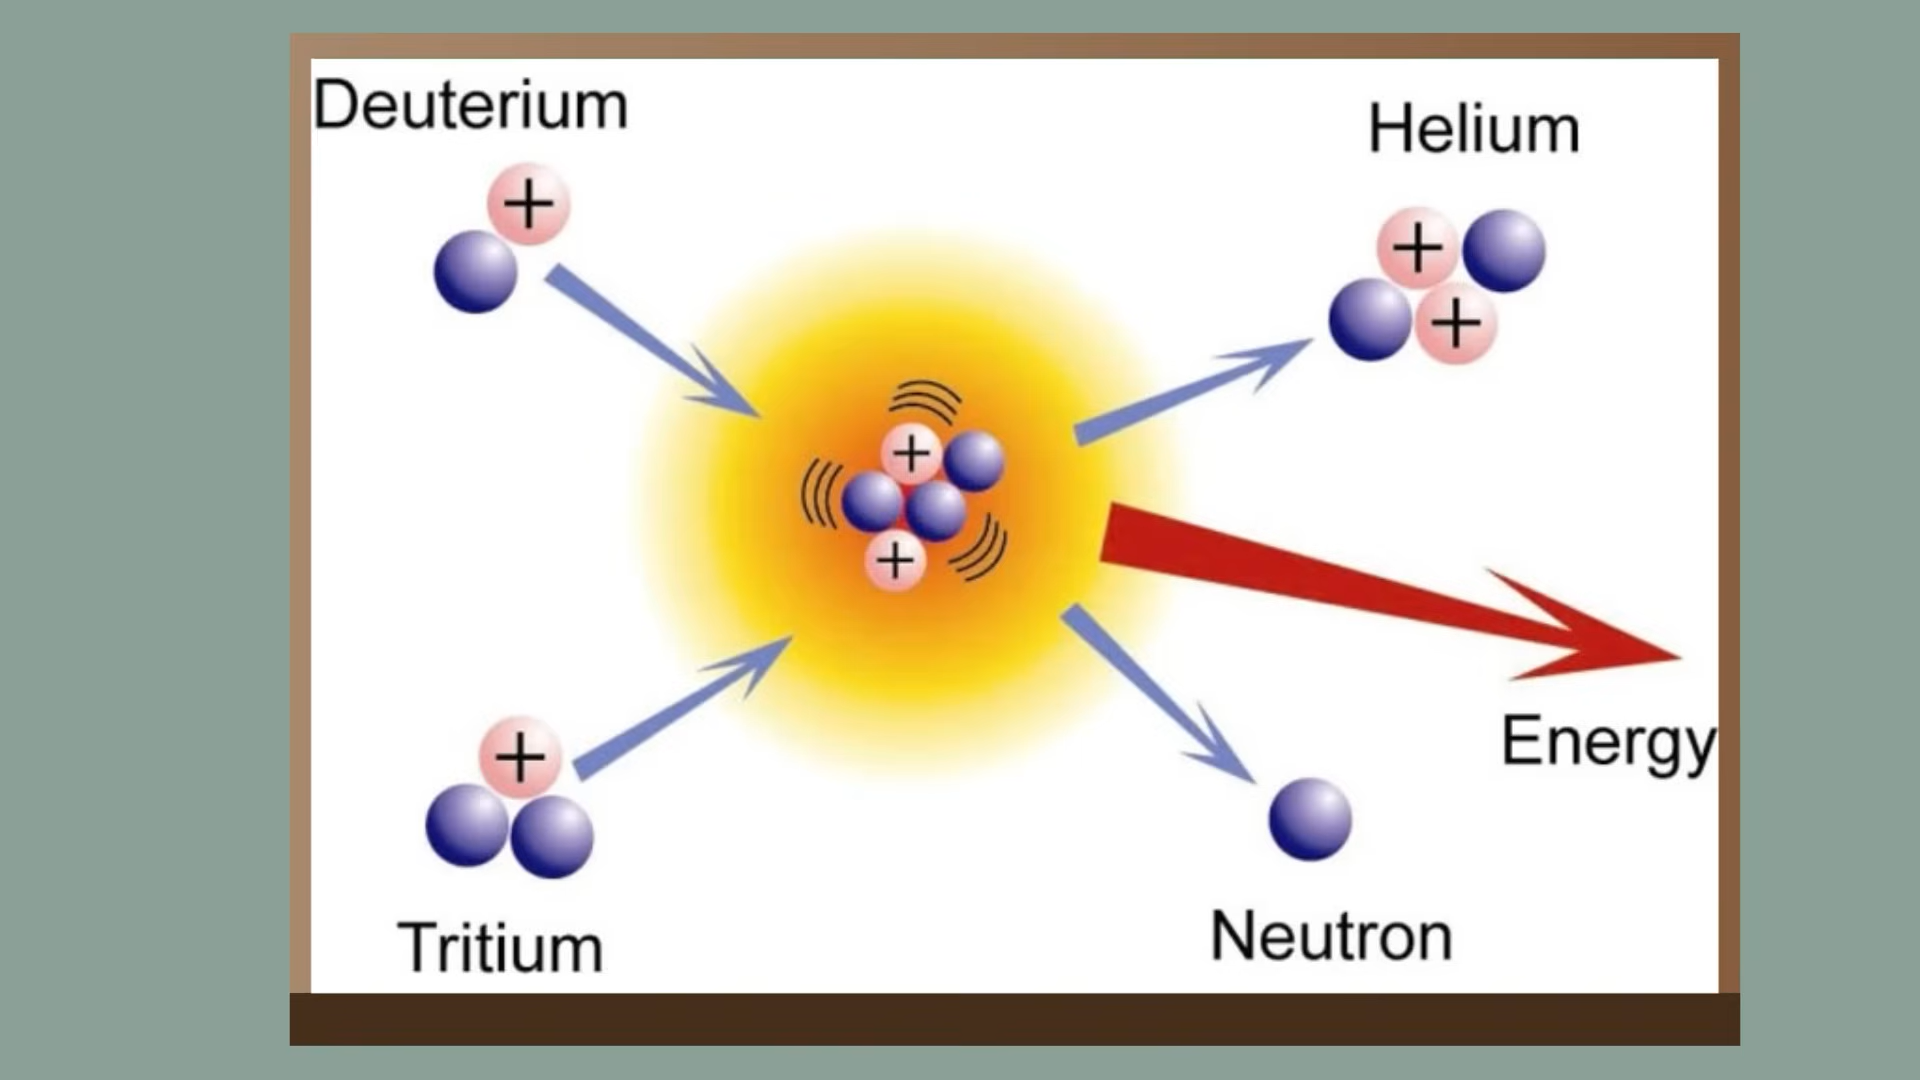 Deuterium
Helium
+
+
+
+
+
+
Energy
Tritium
Neutron